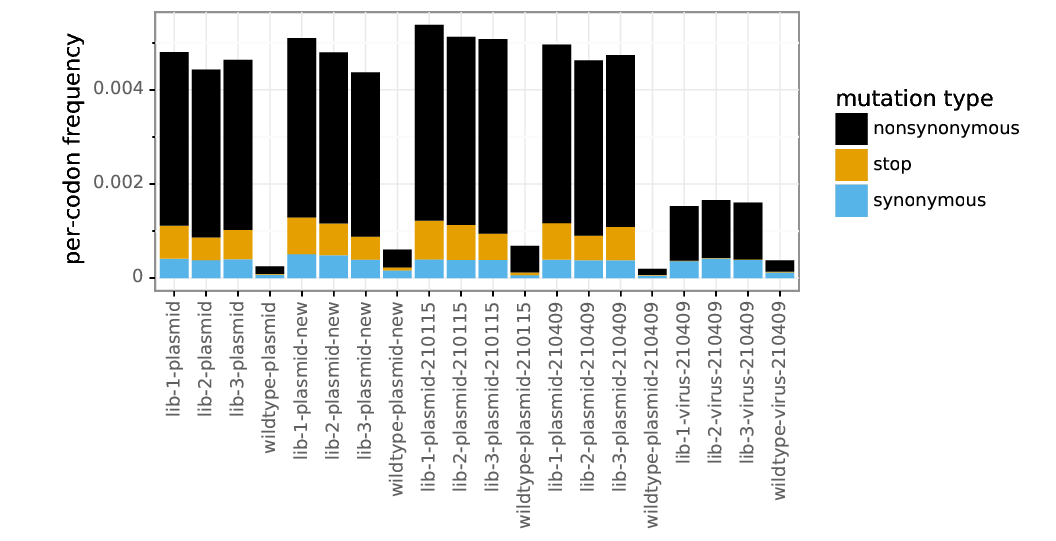 per-codon frequency
0.004
0.002
0
lib-1-plasmid
lib-2-plasmid
lib-3-plasmid
wildtype-plasmid
lib-1-plasmid-new
lib-2-plasmid-new
lib-3-plasmid-new
wildtype-plasmid-new
lib-1-plasmid-210115
lib-2-plasmid-210115
lib-3-plasmid-210115
wildtype-plasmid-210115
lib-1-plasmid-210409
lib-2-plasmid-210409
lib-3-plasmid-210409
wildtype-plasmid-210409
lib-1-virus-210409
lib-2-virus-210409
lib-3-virus-210409
wildtype-virus-210409
mutation type
nonsynonymous
stop
synonymous